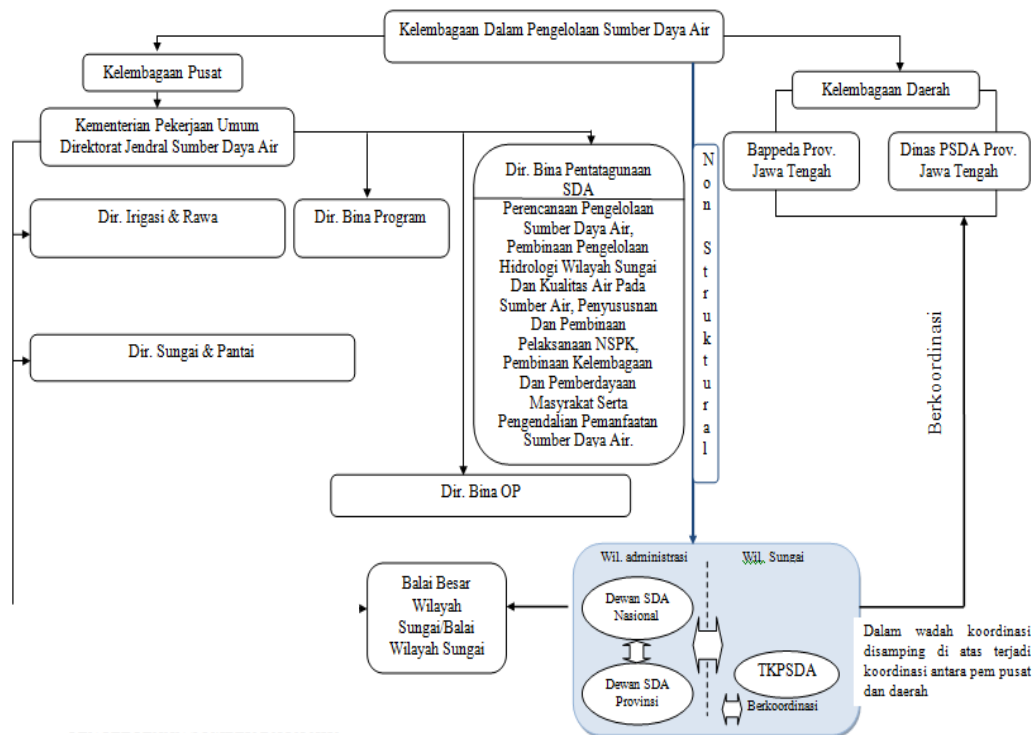 Kelembagaan Dalam Pengelolaan Sumber Daya Air
Kelembagaan Pusat
Kelembagaan Daerah
Kementerian Pekerjaan Umum
Direktorat Jendral Sumber Daya Air
Bappeda Prov.
Jawa Tengah
Dinas PSDA Prov.
Jawa Tengah
Dir. Irigasi & Rawa
Dir. Bina Program
Dir. Bina Pentatagunaan
SDA
Perencanaan Pengelolaan
Sumber Daya Air,
Pembinaan Pengelolaan
Hidrologi Wilayah Sungai
Dan Kualitas Air Pada
Sumber Air, Penyususnan
Dan Pembinaan
Pelaksanaan NSPK,
Pembinaan Kelembagaan
Dan Pemberdayaan
Masyrakat Serta
Pengendalian Pemanfaatan
Sumber Daya Air.
Non Struktural
Dir. Sungai & Pantai
Berkoordinasi
Dir. Bina OP
Wil. administrasi
Wil. Sungai
Balai Besar
Wilayah
Sungai/Balai
Wilayah Sungai
Dewan SDA
Nasional
Dewan SDA
Provinsi
TKPSDA
Berkoordinasi
Dalam wadah koordinasi
disamping di atas terjadi
koordinasi antara pem pusat
dan daerah